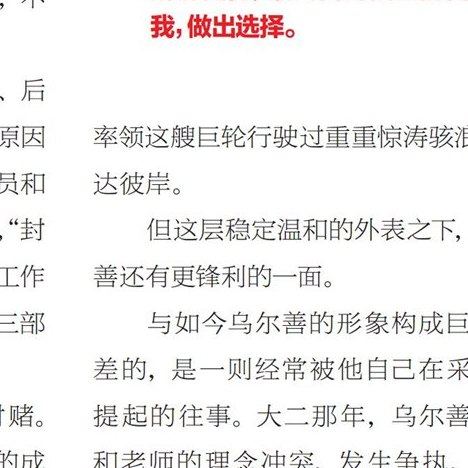 我，做出选择。
、后
原因
员和
，“封
工作
三部
对赌。
的成
率领这艘巨轮行驶过重重惊涛骇浪
达彼岸。
但这层稳定温和的外表之下，
善还有更锋利的一面。
与如今乌尔善的形象构成巨
差的，是一则经常被他自己在采
提起的往事。大二那年，乌尔善
和老师的理念冲突，发生争执，